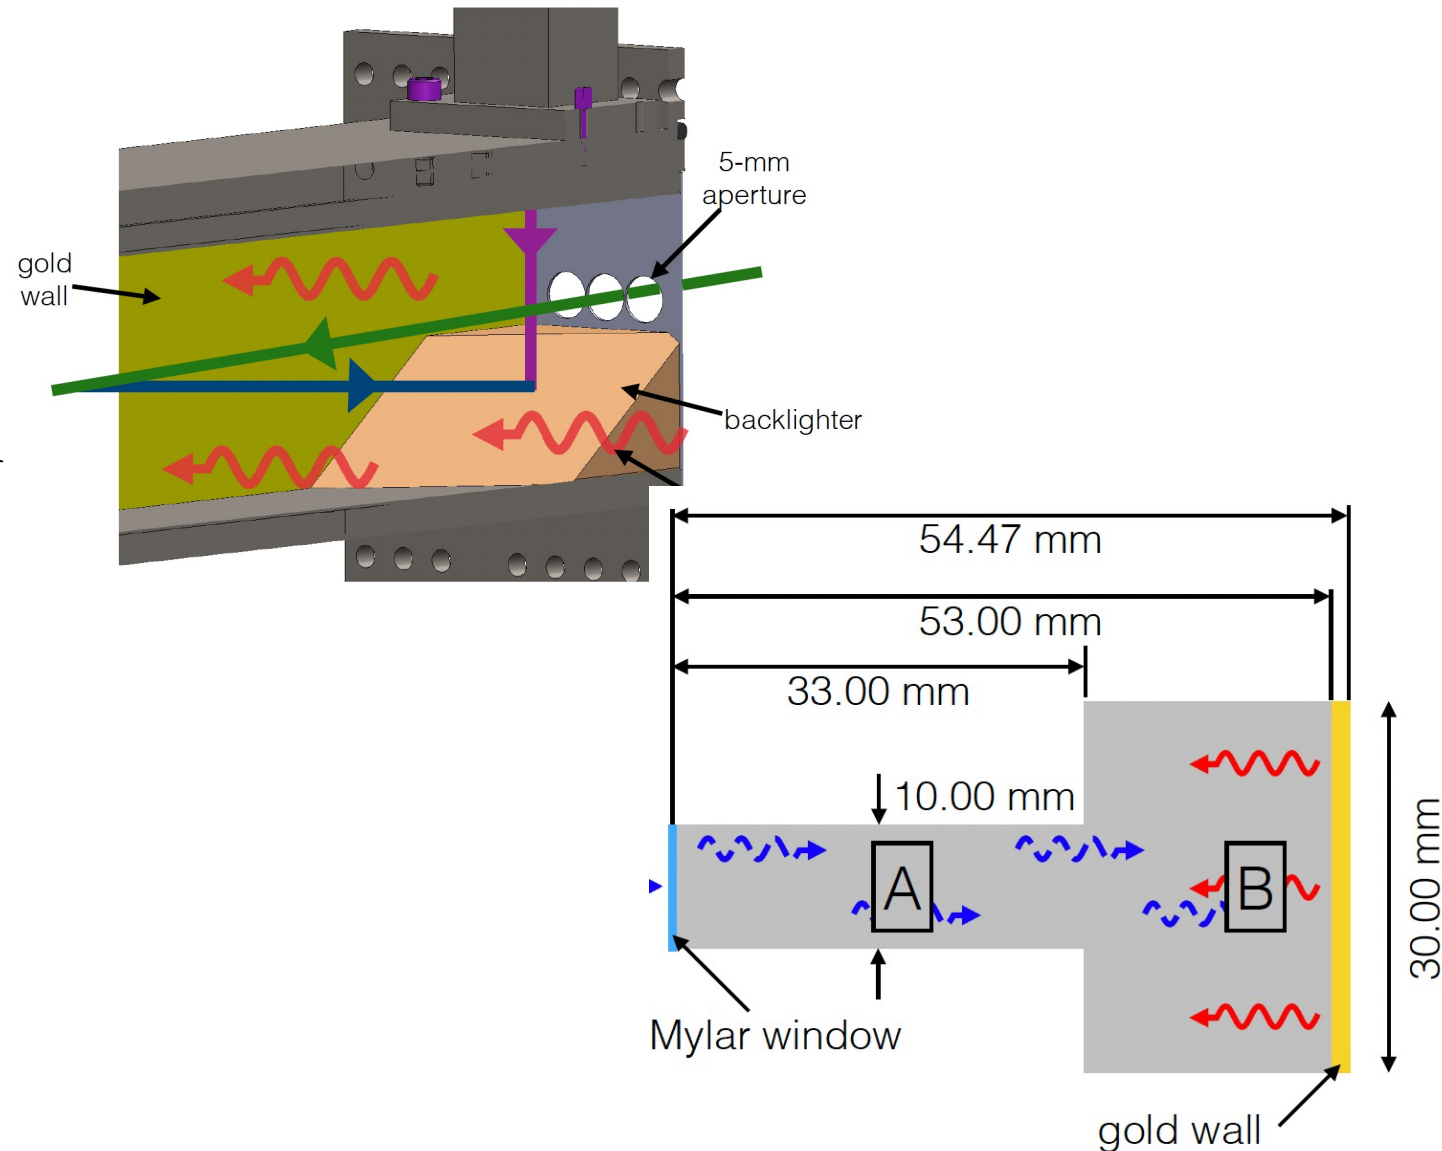 5-mm
aperture
gold
wall
backlighter
54.47 mm
53.00 mm
33.00 mm
10.00 mm
A
B
30.00 mm
Mylar window
gold wall